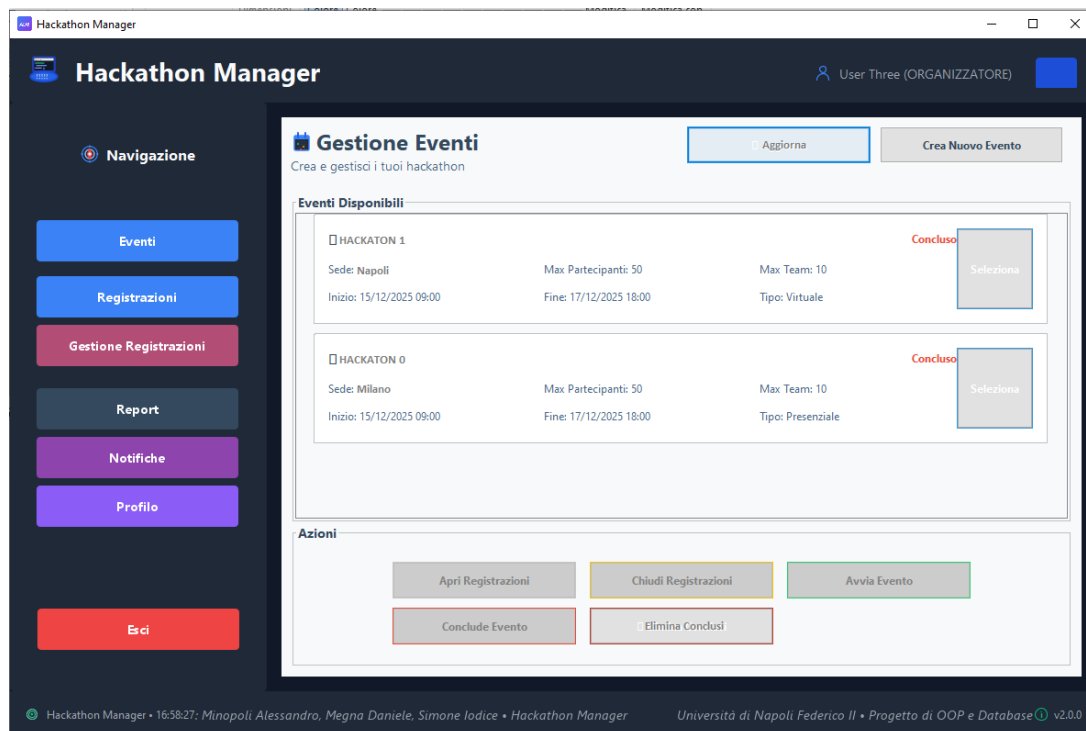 Hackathon Manager
Hackathon Manager
User Three (ORGANIZZATORE)
Navigazione
Eventi
Registrazioni
Gestione Registrazioni
Report
Notifiche
Profilo
Esci
Gestione Eventi
Crea e gestisci i tuoi hackathon
Aggiorna
Crea Nuovo Evento
Eventi Disponibili
HACKATON 1
Concluso
Sede: Napoli
Max Partecipanti: 50
Max Team: 10
Seleziona
Inizio: 15/12/2025 09:00
Fine: 17/12/2025 18:00
Tipo: Virtuale
HACKATON 0
Concluso
Sede: Milano
Max Partecipanti: 50
Max Team: 10
Seleziona
Inizio: 15/12/2025 09:00
Fine: 17/12/2025 18:00
Tipo: Presenziale
Azioni
Apri Registrazioni
Chiudi Registrazioni
Avvia Evento
Conclude Evento
Elimina Conclusi
Hackathon Manager • 16:58:27: Minopoli Alessandro, Megna Daniele, Simone Iodice • Hackathon Manager
Università di Napoli Federico II • Progetto di OOP e Database
v2.0.0